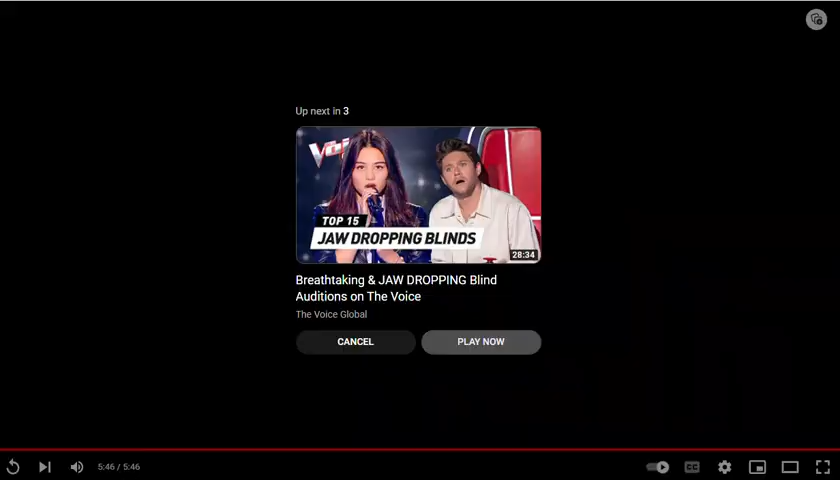 Up next in 3
TOP 15
JAW DROPPING BLINDS
28:34
Breathtaking & JAW DROPPING Blind
Auditions on The Voice
The Voice Global
CANCEL
PLAY NOW
5:46 / 5:46
CC